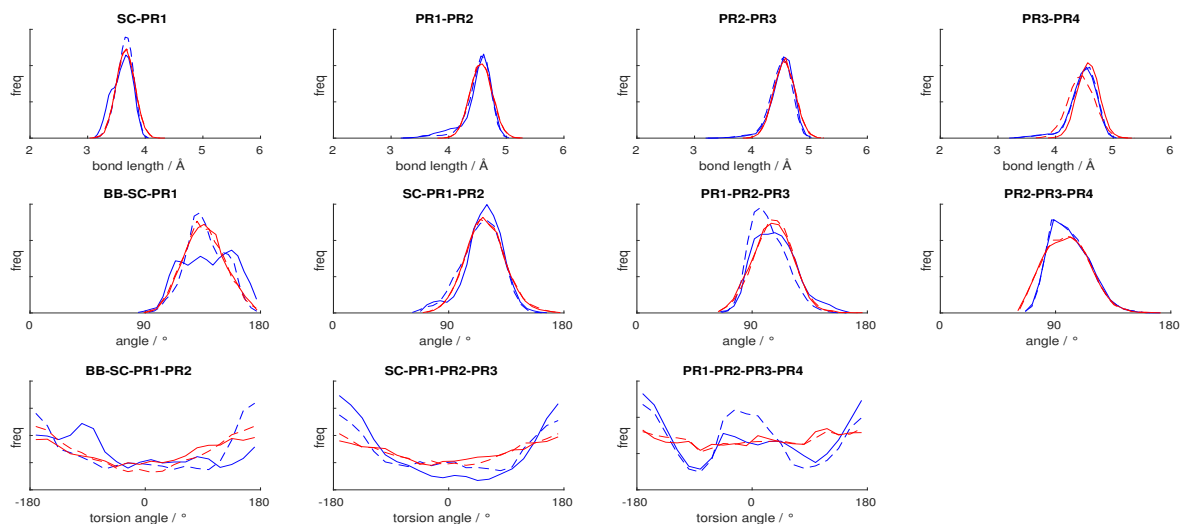 SC-PR1
PR1-PR2
PR2-PR3
PR3-PR4
freq
freq
freq
freq
2 3 4 5 6
2 3 4 5 6
2 3 4 5 6
2 3 4 5 6
bond length / Å
bond length / Å
bond length / Å
bond length / Å
BB-SC-PR1
SC-PR1-PR2
PR1-PR2-PR3
PR2-PR3-PR4
freq
freq
freq
freq
0 90 180
0 90 180
0 90 180
0 90 180
angle / °
angle / °
angle / °
angle / °
BB-SC-PR1-PR2
SC-PR1-PR2-PR3
PR1-PR2-PR3-PR4
freq
freq
freq
-180 0 180
-180 0 180
-180 0 180
torsion angle / °
torsion angle / °
torsion angle / °